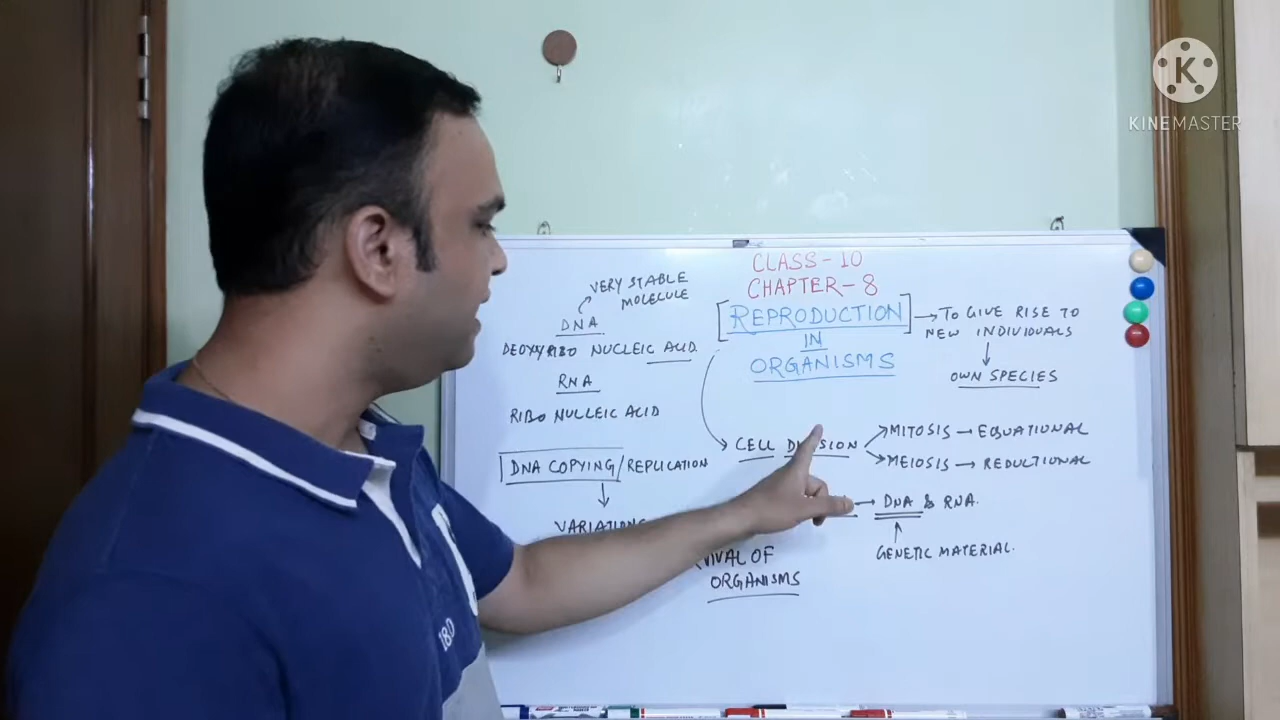 KINEMASTER
CLASS-10
CHAPTER-8
REPRODUCTION
IN
ORGANISMS
TO GIVE RISE TO
NEW INDIVIDUALS
OWN SPECIES
VERY STABLE
MOLECULE
DNA
DEOXYRIBO NUCLEIC ACID.
RNA
RIBO NUCLEIC ACID
DNA COPYING/REPLICATION
VARIATIONS
OF
ORGANISMS
CELL DIVISION
MITOSIS - EQUATIONAL
MEIOSIS - REDUCTIONAL
DNA & RNA.
GENETIC MATERIAL.
180